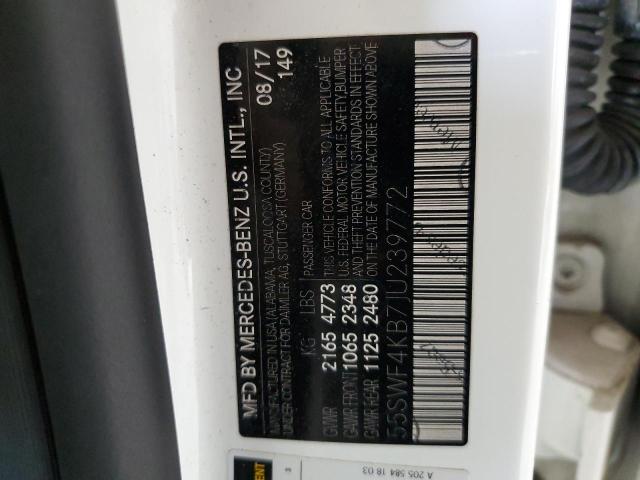 MFD BY MERCEDES-BENZ U.S. INTL., INC
08/17
149
MANUFACTURED IN USA (ALABAMA, TUSCALOOSA COUNTY)
UNDER CONTRACT FOR DAIMLER AG, STUTTGART (GERMANY)
KG LBS PASSENGER CAR
GVWR 2165 4773 THIS VEHICLE CONFORMS TO ALL APPLICABLE
GAWR FRONT 1065 2348 U.S. FEDERAL MOTOR VEHICLE SAFETY, BUMPER
GAWR REAR 1125 2480 AND THEFT PREVENTION STANDARDS IN EFFECT
ON THE DATE OF MANUFACTURE SHOWN ABOVE
55SWF4KB7JU239772
3
A 205 584 18 03